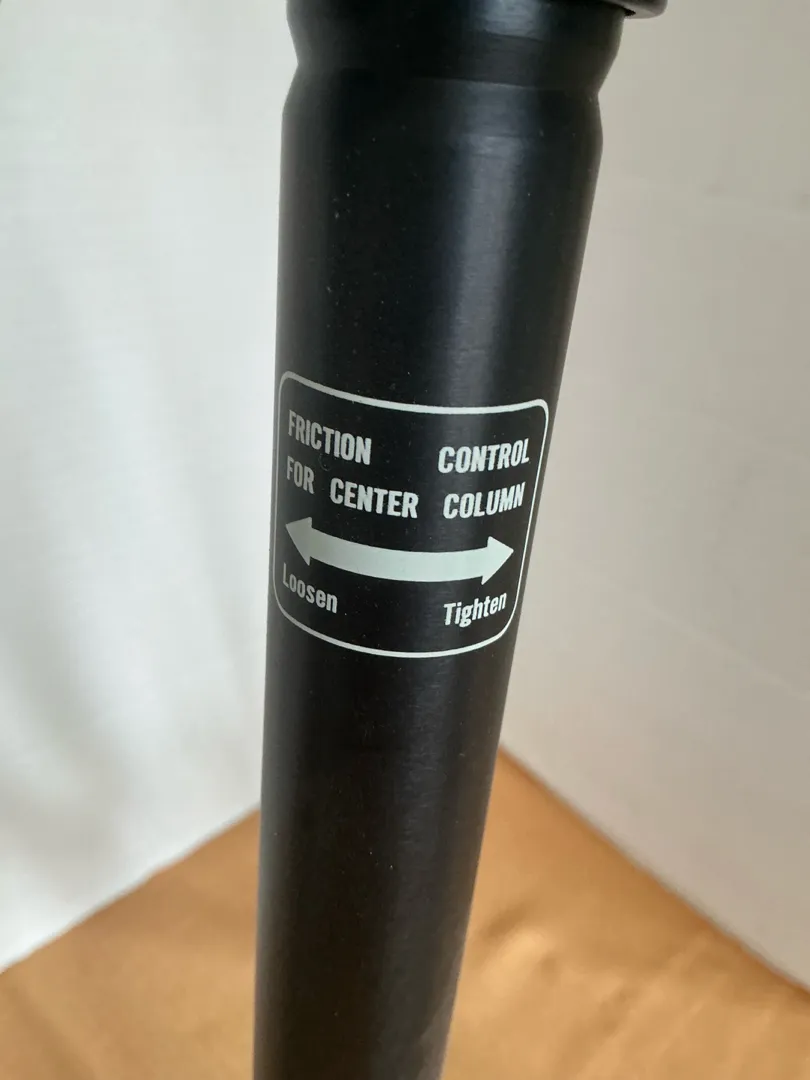 FRICTION CONTROL
FOR CENTER COLUMN
Loosen Tighten